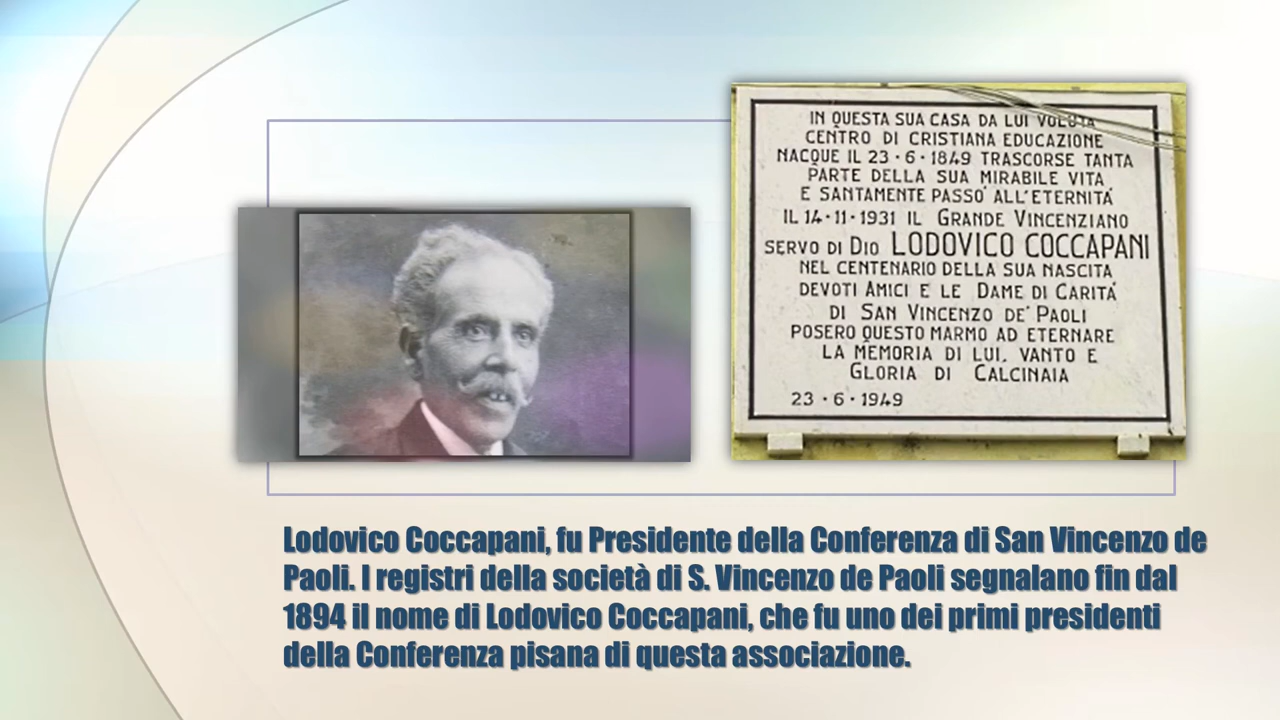 IN QUESTA SUA CASA DA LUI VOLUTA
CENTRO DI CRISTIANA EDUCAZIONE
NACQUE IL 23·6·1849 TRASCORSE TANTA
PARTE DELLA SUA MIRABILE VITA
E SANTAMENTE PASSO' ALL'ETERNITA'
IL 14·11·1931 IL GRANDE VINCENZIANO
SERVO DI DIO LODOVICO COCCAPANI
NEL CENTENARIO DELLA SUA NASCITA
DEVOTI AMICI E LE DAME DI CARITA'
DI SAN VINCENZO DE' PAOLI
POSERO QUESTO MARMO AD ETERNARE
LA MEMORIA DI LUI, VANTO E
GLORIA DI CALCINAIA
23·6·1949
Lodovico Coccapani, fu Presidente della Conferenza di San Vincenzo de
Paoli. I registri della società di S. Vincenzo de Paoli segnalano fin dal
1894 il nome di Lodovico Coccapani, che fu uno dei primi presidenti
della Conferenza pisana di questa associazione.